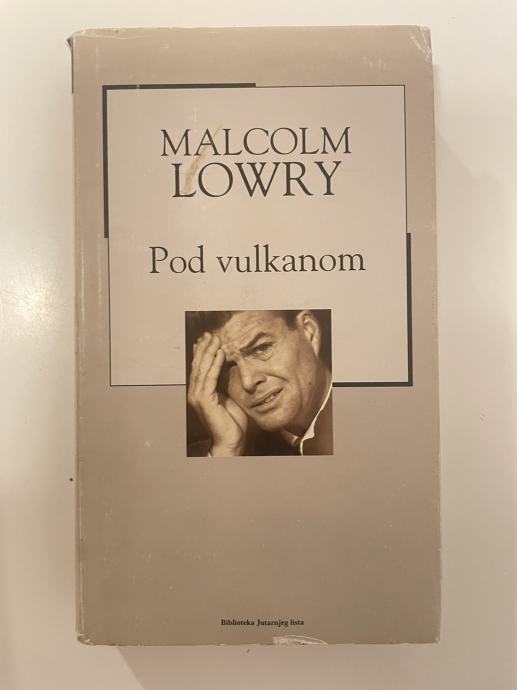 MALCOLM
LOWRY
Pod vulkanom
Biblioteka Jutarnjeg lista